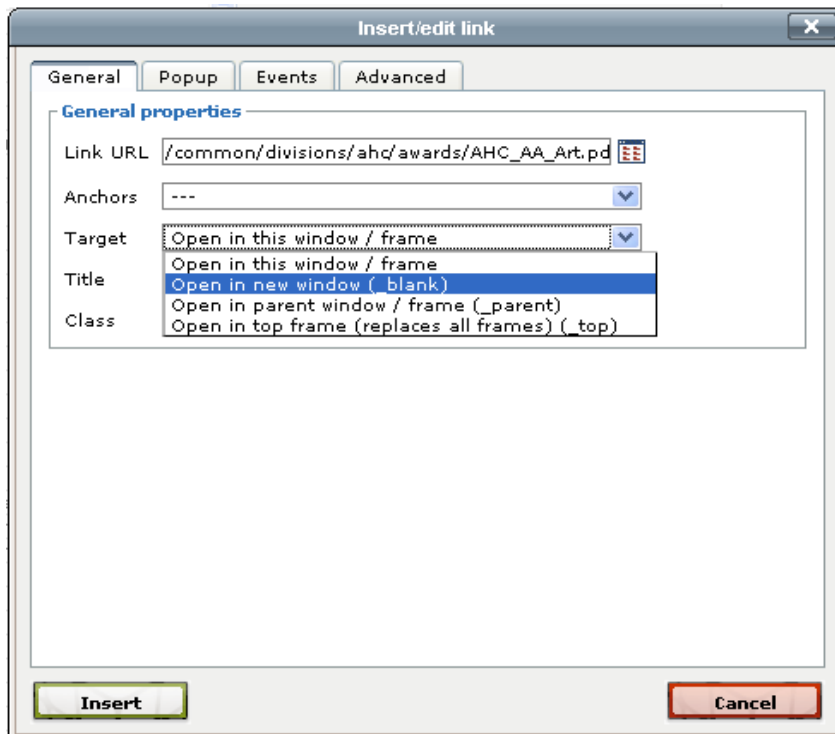 Insert/edit link
General Popup Events Advanced
General properties
Link URL /common/divisions/ahc/awards/AHC_AA_Art.pd
Anchors ---
Target Open in this window / frame
Open in this window / frame
Title Open in new window (_blank)
Open in parent window / frame (_parent)
Class Open in top frame (replaces all frames) (_top)
Insert Cancel